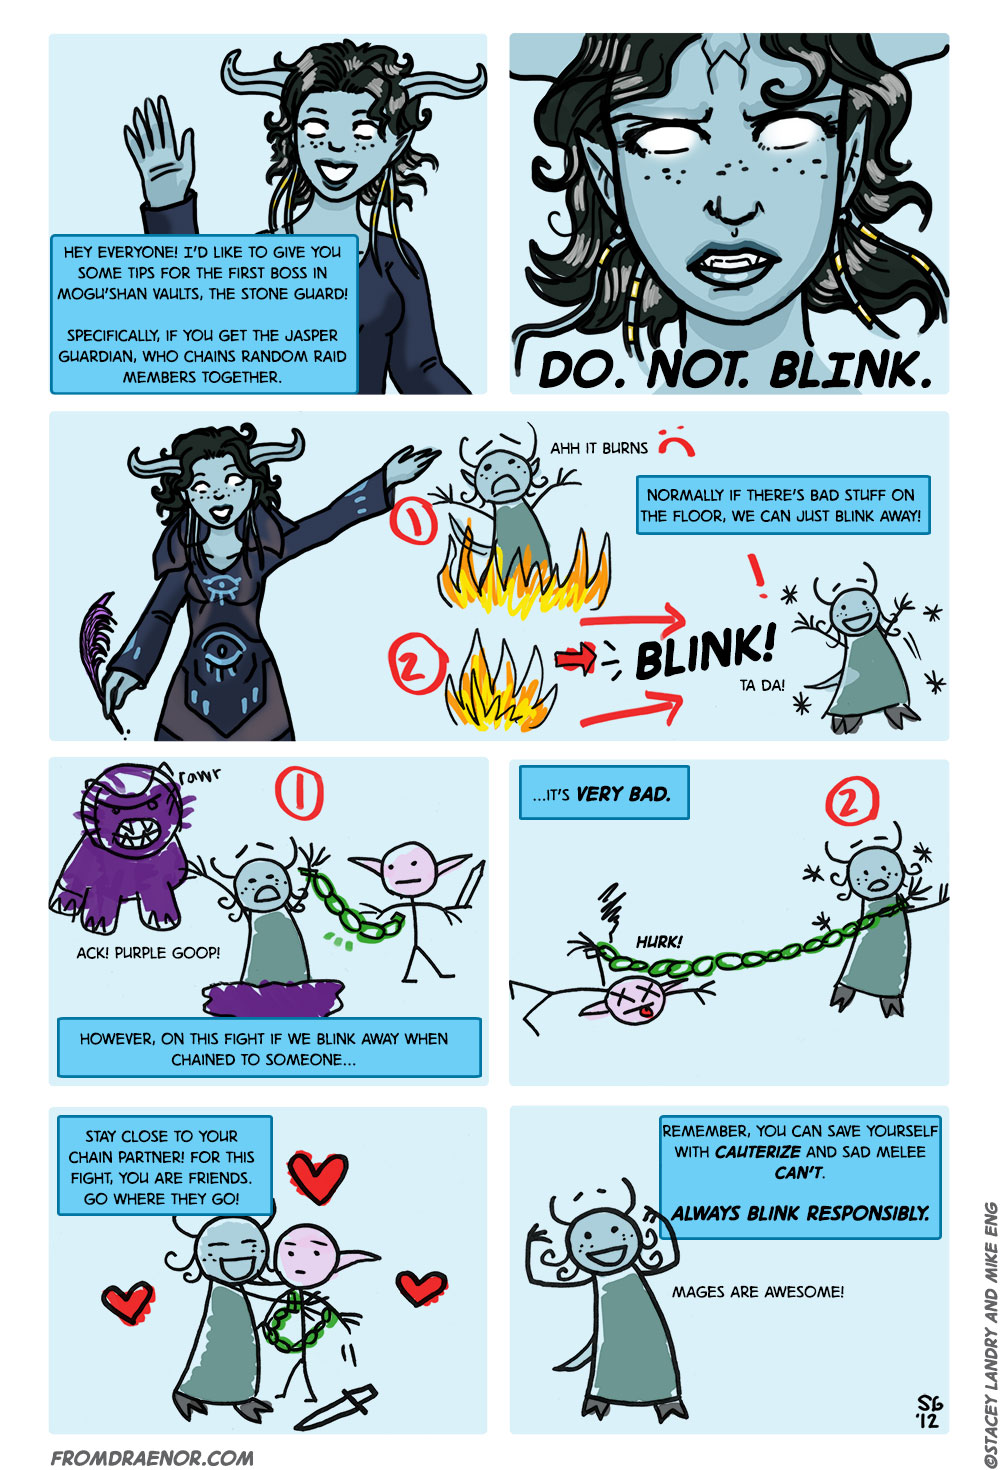 HEY EVERYONE! I'D LIKE TO GIVE YOU
SOME TIPS FOR THE FIRST BOSS IN
MOGU'SHAN VAULTS, THE STONE GUARD!
SPECIFICALLY, IF YOU GET THE JASPER
GUARDIAN, WHO CHAINS RANDOM RAID
MEMBERS TOGETHER.
DO. NOT. BLINK.
AHH IT BURNS :(
1
NORMALLY IF THERE'S BAD STUFF ON
THE FLOOR, WE CAN JUST BLINK AWAY!
!
2
BLINK!
TA DA!
rawr
1
ACK! PURPLE GOOP!
HOWEVER, ON THIS FIGHT IF WE BLINK AWAY WHEN
CHAINED TO SOMEONE...
...IT'S VERY BAD.
2
HURK!
STAY CLOSE TO YOUR
CHAIN PARTNER! FOR THIS
FIGHT, YOU ARE FRIENDS.
GO WHERE THEY GO!
REMEMBER, YOU CAN SAVE YOURSELF
WITH CAUTERIZE AND SAD MELEE
CAN'T.
ALWAYS BLINK RESPONSIBLY.
MAGES ARE AWESOME!
SG
'12
FROMDRAENOR.COM
©STACEY LANDRY AND MIKE ENG